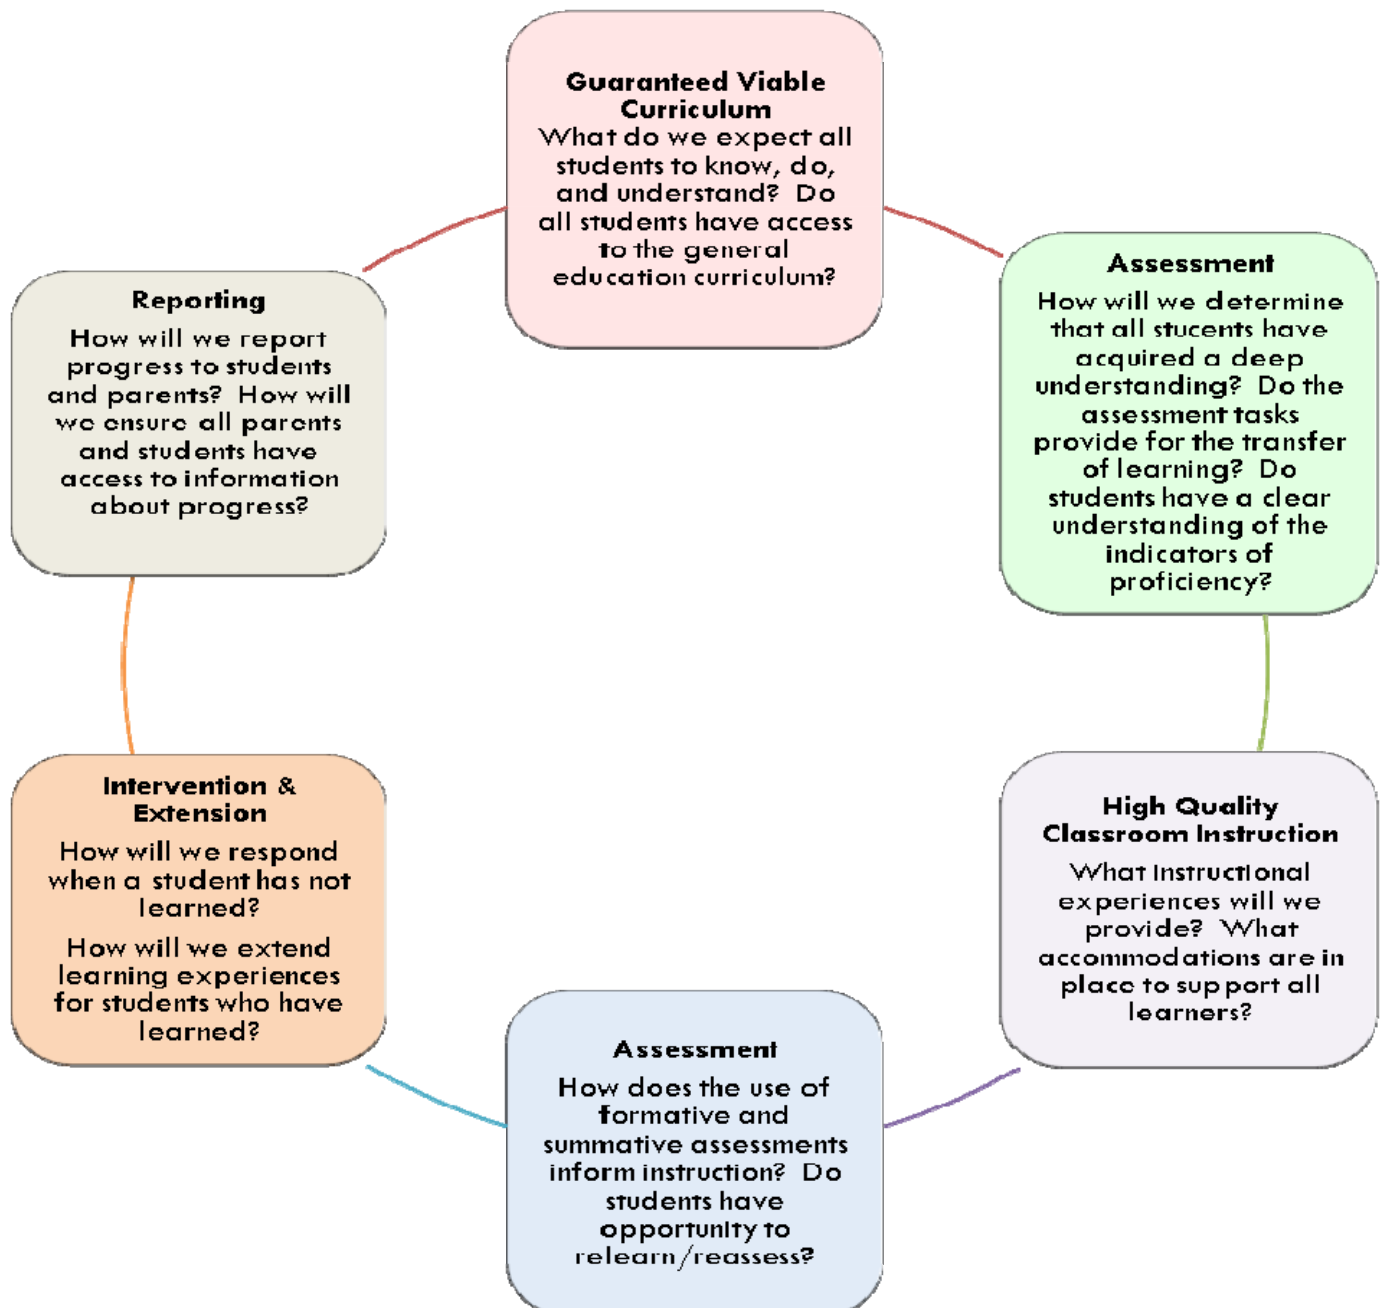 Guaranteed Viable
Curriculum
What do we expect all
students to know, do,
and understand?  Do
all students have access
to the general
education curriculum?
Assessment
How will we determine
that all stucents have
acquired a deep
understanding?  Do the
assessment tasks
provide for the transfer
of learning?  Do
students have a clear
understanding of the
indicators of
proficiency?
High Quality
Classroom Instruction
What instructional
experiences will we
provide?  What
accommodations are in
place to support all
learners?
Assessment
How does the use of
formative and
summative assessments
inform instruction?  Do
students have
opportunity to
relearn/reassess?
Intervention &
Extension
How will we respond
when a student has not
learned?
How will we extend
learning experiences
for students who have
learned?
Reporting
How will we report
progress to students
and parents?  How will
we ensure all parents
and students have
access to information
about progress?